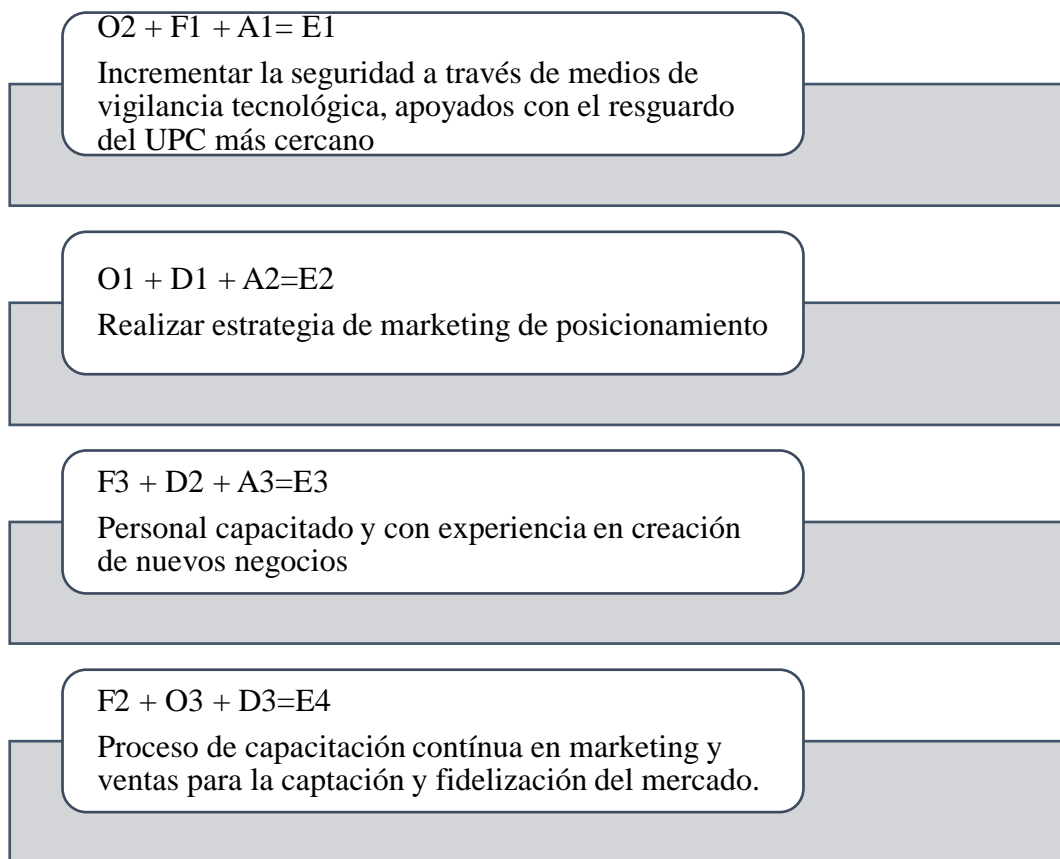 O2 + F1 + A1= E1
Incrementar la seguridad a través de medios de
vigilancia tecnológica, apoyados con el resguardo
del UPC más cercano
O1 + D1 + A2=E2
Realizar estrategia de marketing de posicionamiento
F3 + D2 + A3=E3
Personal capacitado y con experiencia en creación
de nuevos negocios
F2 + O3 + D3=E4
Proceso de capacitación contínua en marketing y
ventas para la captación y fidelización del mercado.